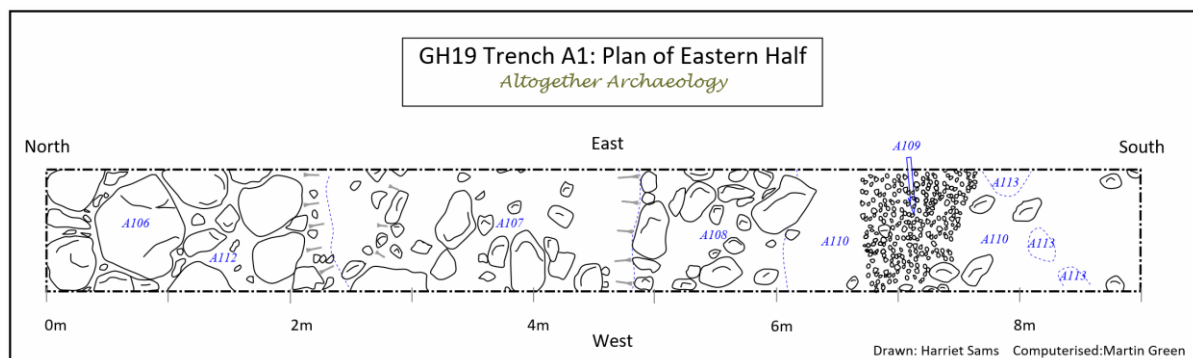 GH19 Trench A1: Plan of Eastern Half
Altogether Archaeology
North
East
South
A109
A113
A106
A107
A108
A110
A110
A113
A112
A113
0m
2m
4m
6m
8m
West
Drawn: Harriet Sams Computerised:Martin Green